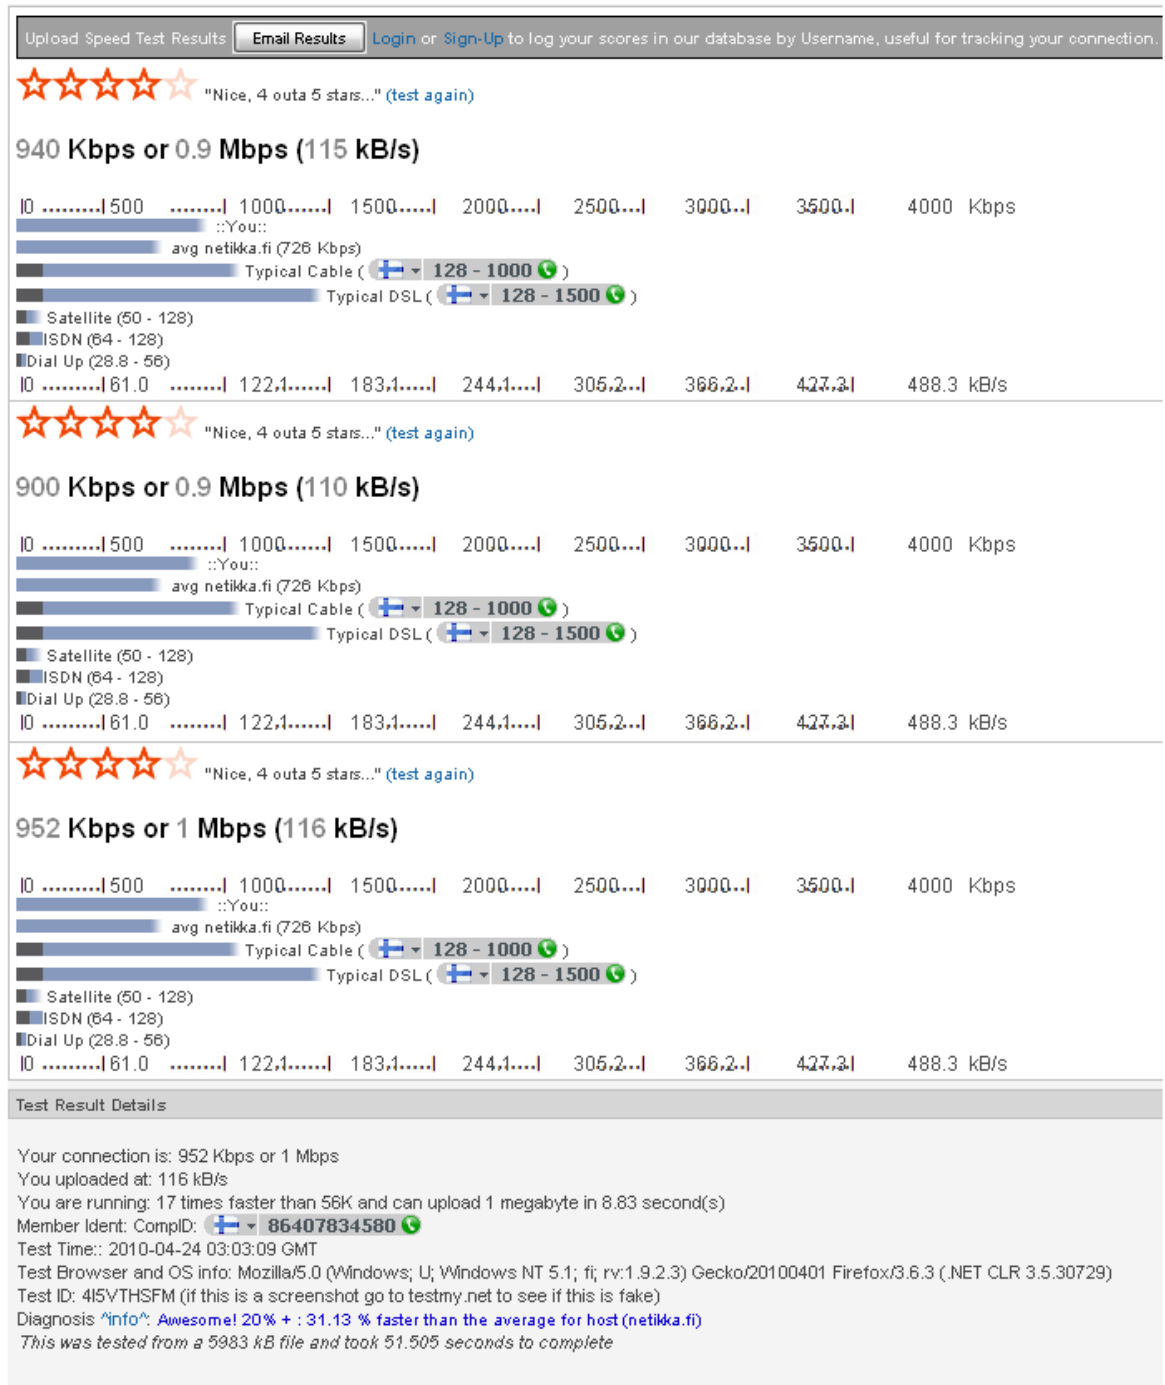 Upload Speed Test Results Email Results Login or Sign-Up to log your scores in our database by Username, useful for tracking your connection.
"Nice, 4 outa 5 stars..." (test again)
940 Kbps or 0.9 Mbps (115 kB/s)
|0 .........| 500 ........| 1000......| 1500.....| 2000....| 2500...| 3000..| 3500.| 4000 Kbps
::You::
avg netikka.fi (726 Kbps)
Typical Cable ( 128 - 1000 )
Typical DSL ( 128 - 1500 )
Satellite (50 - 128)
ISDN (64 - 128)
Dial Up (28.8 - 56)
|0 .........| 61.0 ........| 122,1......| 183,1.....| 244,1....| 305,2...| 366,2..| 427,3.| 488.3 kB/s
"Nice, 4 outa 5 stars..." (test again)
900 Kbps or 0.9 Mbps (110 kB/s)
|0 .........| 500 ........| 1000......| 1500.....| 2000....| 2500...| 3000..| 3500.| 4000 Kbps
::You::
avg netikka.fi (726 Kbps)
Typical Cable ( 128 - 1000 )
Typical DSL ( 128 - 1500 )
Satellite (50 - 128)
ISDN (64 - 128)
Dial Up (28.8 - 56)
|0 .........| 61.0 ........| 122,1......| 183,1.....| 244,1....| 305,2...| 366,2..| 427,3.| 488.3 kB/s
"Nice, 4 outa 5 stars..." (test again)
952 Kbps or 1 Mbps (116 kB/s)
|0 .........| 500 ........| 1000......| 1500.....| 2000....| 2500...| 3000..| 3500.| 4000 Kbps
::You::
avg netikka.fi (726 Kbps)
Typical Cable ( 128 - 1000 )
Typical DSL ( 128 - 1500 )
Satellite (50 - 128)
ISDN (64 - 128)
Dial Up (28.8 - 56)
|0 .........| 61.0 ........| 122,1......| 183,1.....| 244,1....| 305,2...| 366,2..| 427,3.| 488.3 kB/s
Test Result Details
Your connection is: 952 Kbps or 1 Mbps
You uploaded at: 116 kB/s
You are running: 17 times faster than 56K and can upload 1 megabyte in 8.83 second(s)
Member Ident: CompID: 86407834580
Test Time:: 2010-04-24 03:03:09 GMT
Test Browser and OS info: Mozilla/5.0 (Windows; U; Windows NT 5.1; fi; rv:1.9.2.3) Gecko/20100401 Firefox/3.6.3 (.NET CLR 3.5.30729)
Test ID: 4I5VTHSFM (if this is a screenshot go to testmy.net to see if this is fake)
Diagnosis ^info^: Awesome! 20% + : 31.13 % faster than the average for host (netikka.fi)
This was tested from a 5983 kB file and took 51.505 seconds to complete